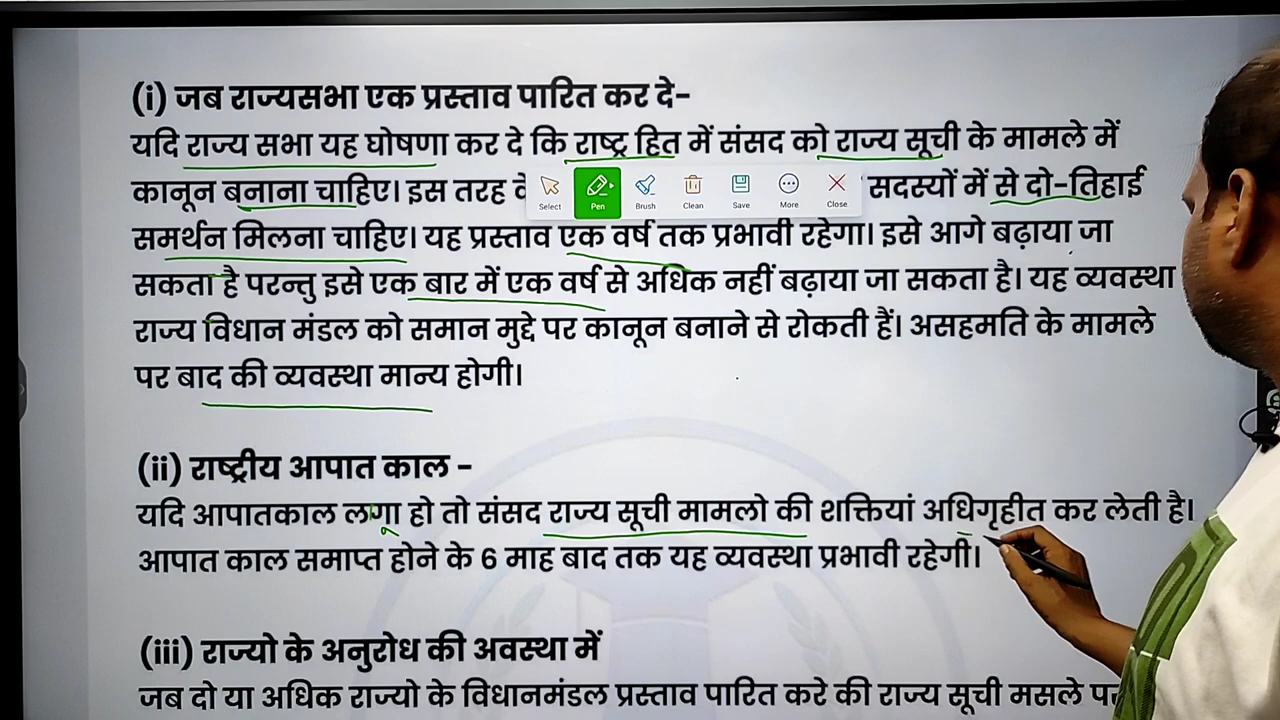 (i) जब राज्यसभा एक प्रस्ताव पारित कर दे-
यदि राज्य सभा यह घोषणा कर दे कि राष्ट्र हित में संसद को राज्य सूची के मामले में
कानून बनाना चाहिए। इस तरह सदस्यों में से दो-तिहाई
Select Pen Brush Clean Save More Close
समर्थन मिलना चाहिए। यह प्रस्ताव एक वर्ष तक प्रभावी रहेगा। इसे आगे बढ़ाया जा
सकता है परन्तु इसे एक बार में एक वर्ष से अधिक नहीं बढ़ाया जा सकता है। यह व्यवस्था
राज्य विधान मंडल को समान मुद्दे पर कानून बनाने से रोकती हैं। असहमति के मामले
पर बाद की व्यवस्था मान्य होगी।
(ii) राष्ट्रीय आपात काल -
यदि आपातकाल लगा हो तो संसद राज्य सूची मामलो की शक्तियां अधिगृहीत कर लेती है।
आपात काल समाप्त होने के 6 माह बाद तक यह व्यवस्था प्रभावी रहेगी।
(iii) राज्यो के अनुरोध की अवस्था में
जब दो या अधिक राज्यो के विधानमंडल प्रस्ताव पारित करे की राज्य सूची मसले